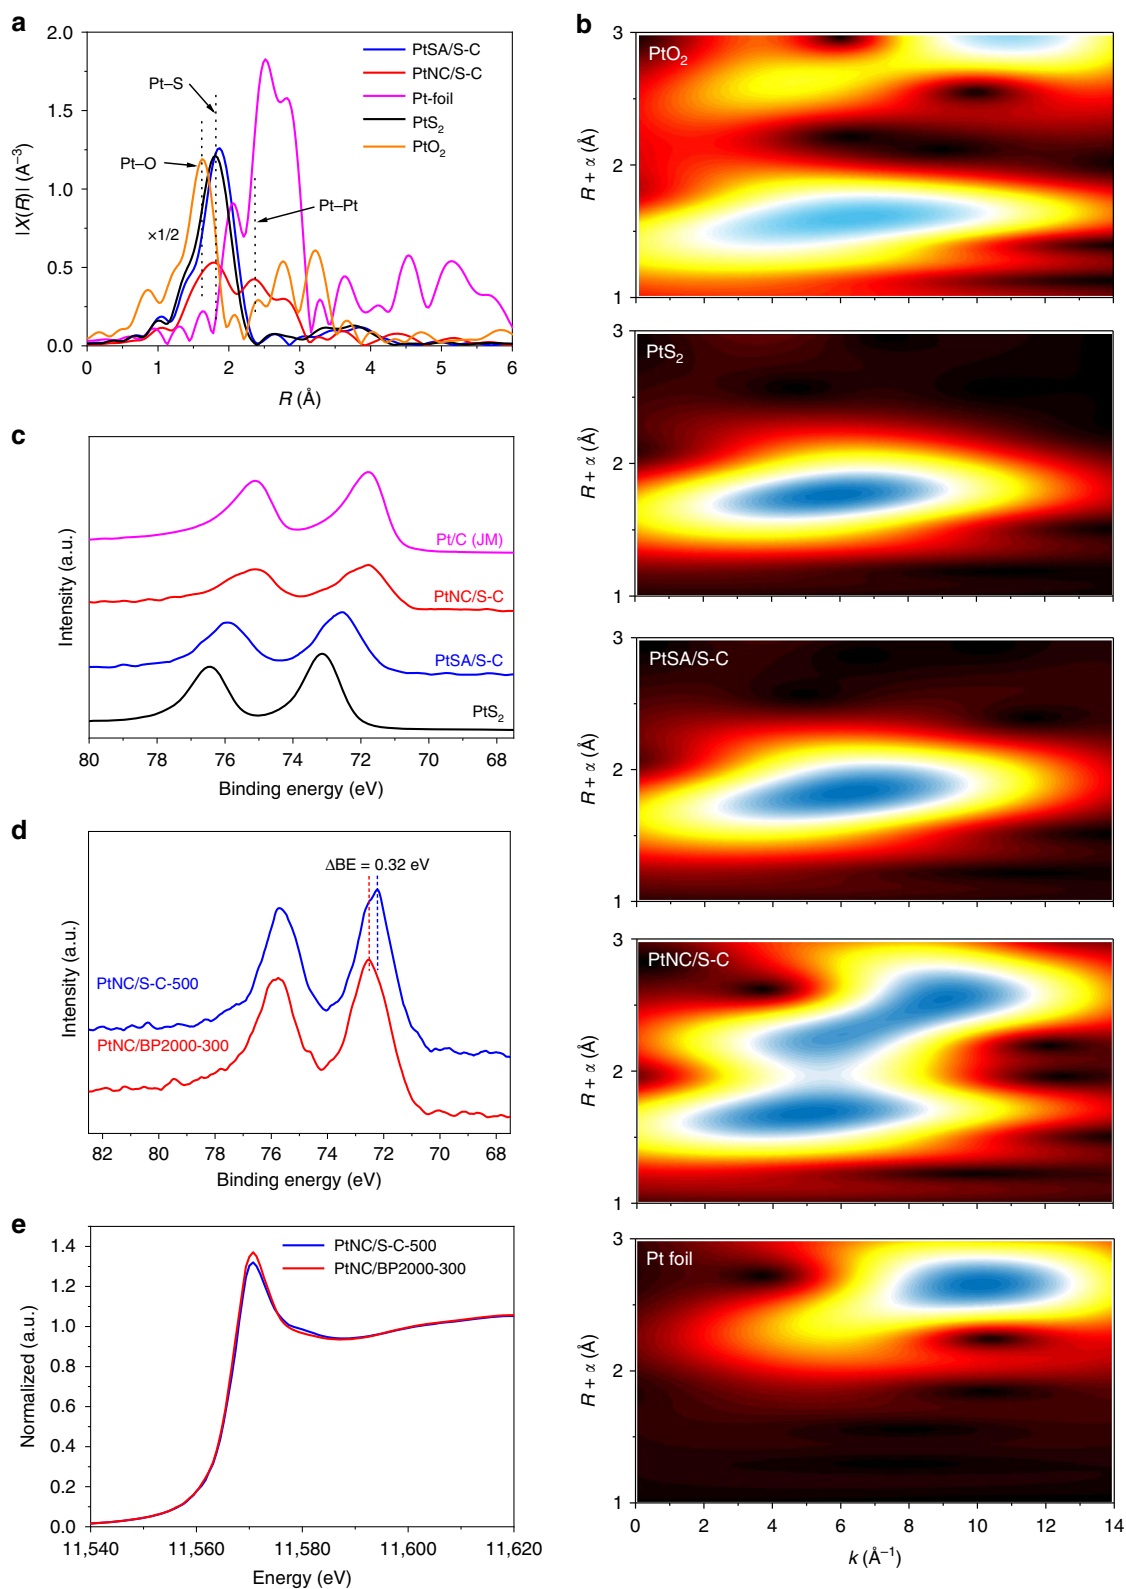 a
2.0
1.5
1.0
0.5
0.0
|X(R)| (A⁻³)
0
1
2
3
4
5
6
R (Å)
PtSA/S-C
PtNC/S-C
Pt-foil
PtS₂
PtO₂
Pt–S
Pt–O
Pt–Pt
×1/2
b
PtO₂
3
2
1
R + α (Å)
PtS₂
3
2
1
R + α (Å)
PtSA/S-C
3
2
1
R + α (Å)
PtNC/S-C
3
2
1
R + α (Å)
Pt foil
3
2
1
R + α (Å)
0
2
4
6
8
10
12
14
k (Å⁻¹)
c
Intensity (a.u.)
Pt/C (JM)
PtNC/S-C
PtSA/S-C
PtS₂
80
78
76
74
72
70
68
Binding energy (eV)
d
Intensity (a.u.)
ΔBE = 0.32 eV
PtNC/S-C-500
PtNC/BP2000-300
82
80
78
76
74
72
70
68
Binding energy (eV)
e
Normalized (a.u.)
1.4
1.2
1.0
0.8
0.6
0.4
0.2
0.0
PtNC/S-C-500
PtNC/BP2000-300
11,540
11,560
11,580
11,600
11,620
Energy (eV)